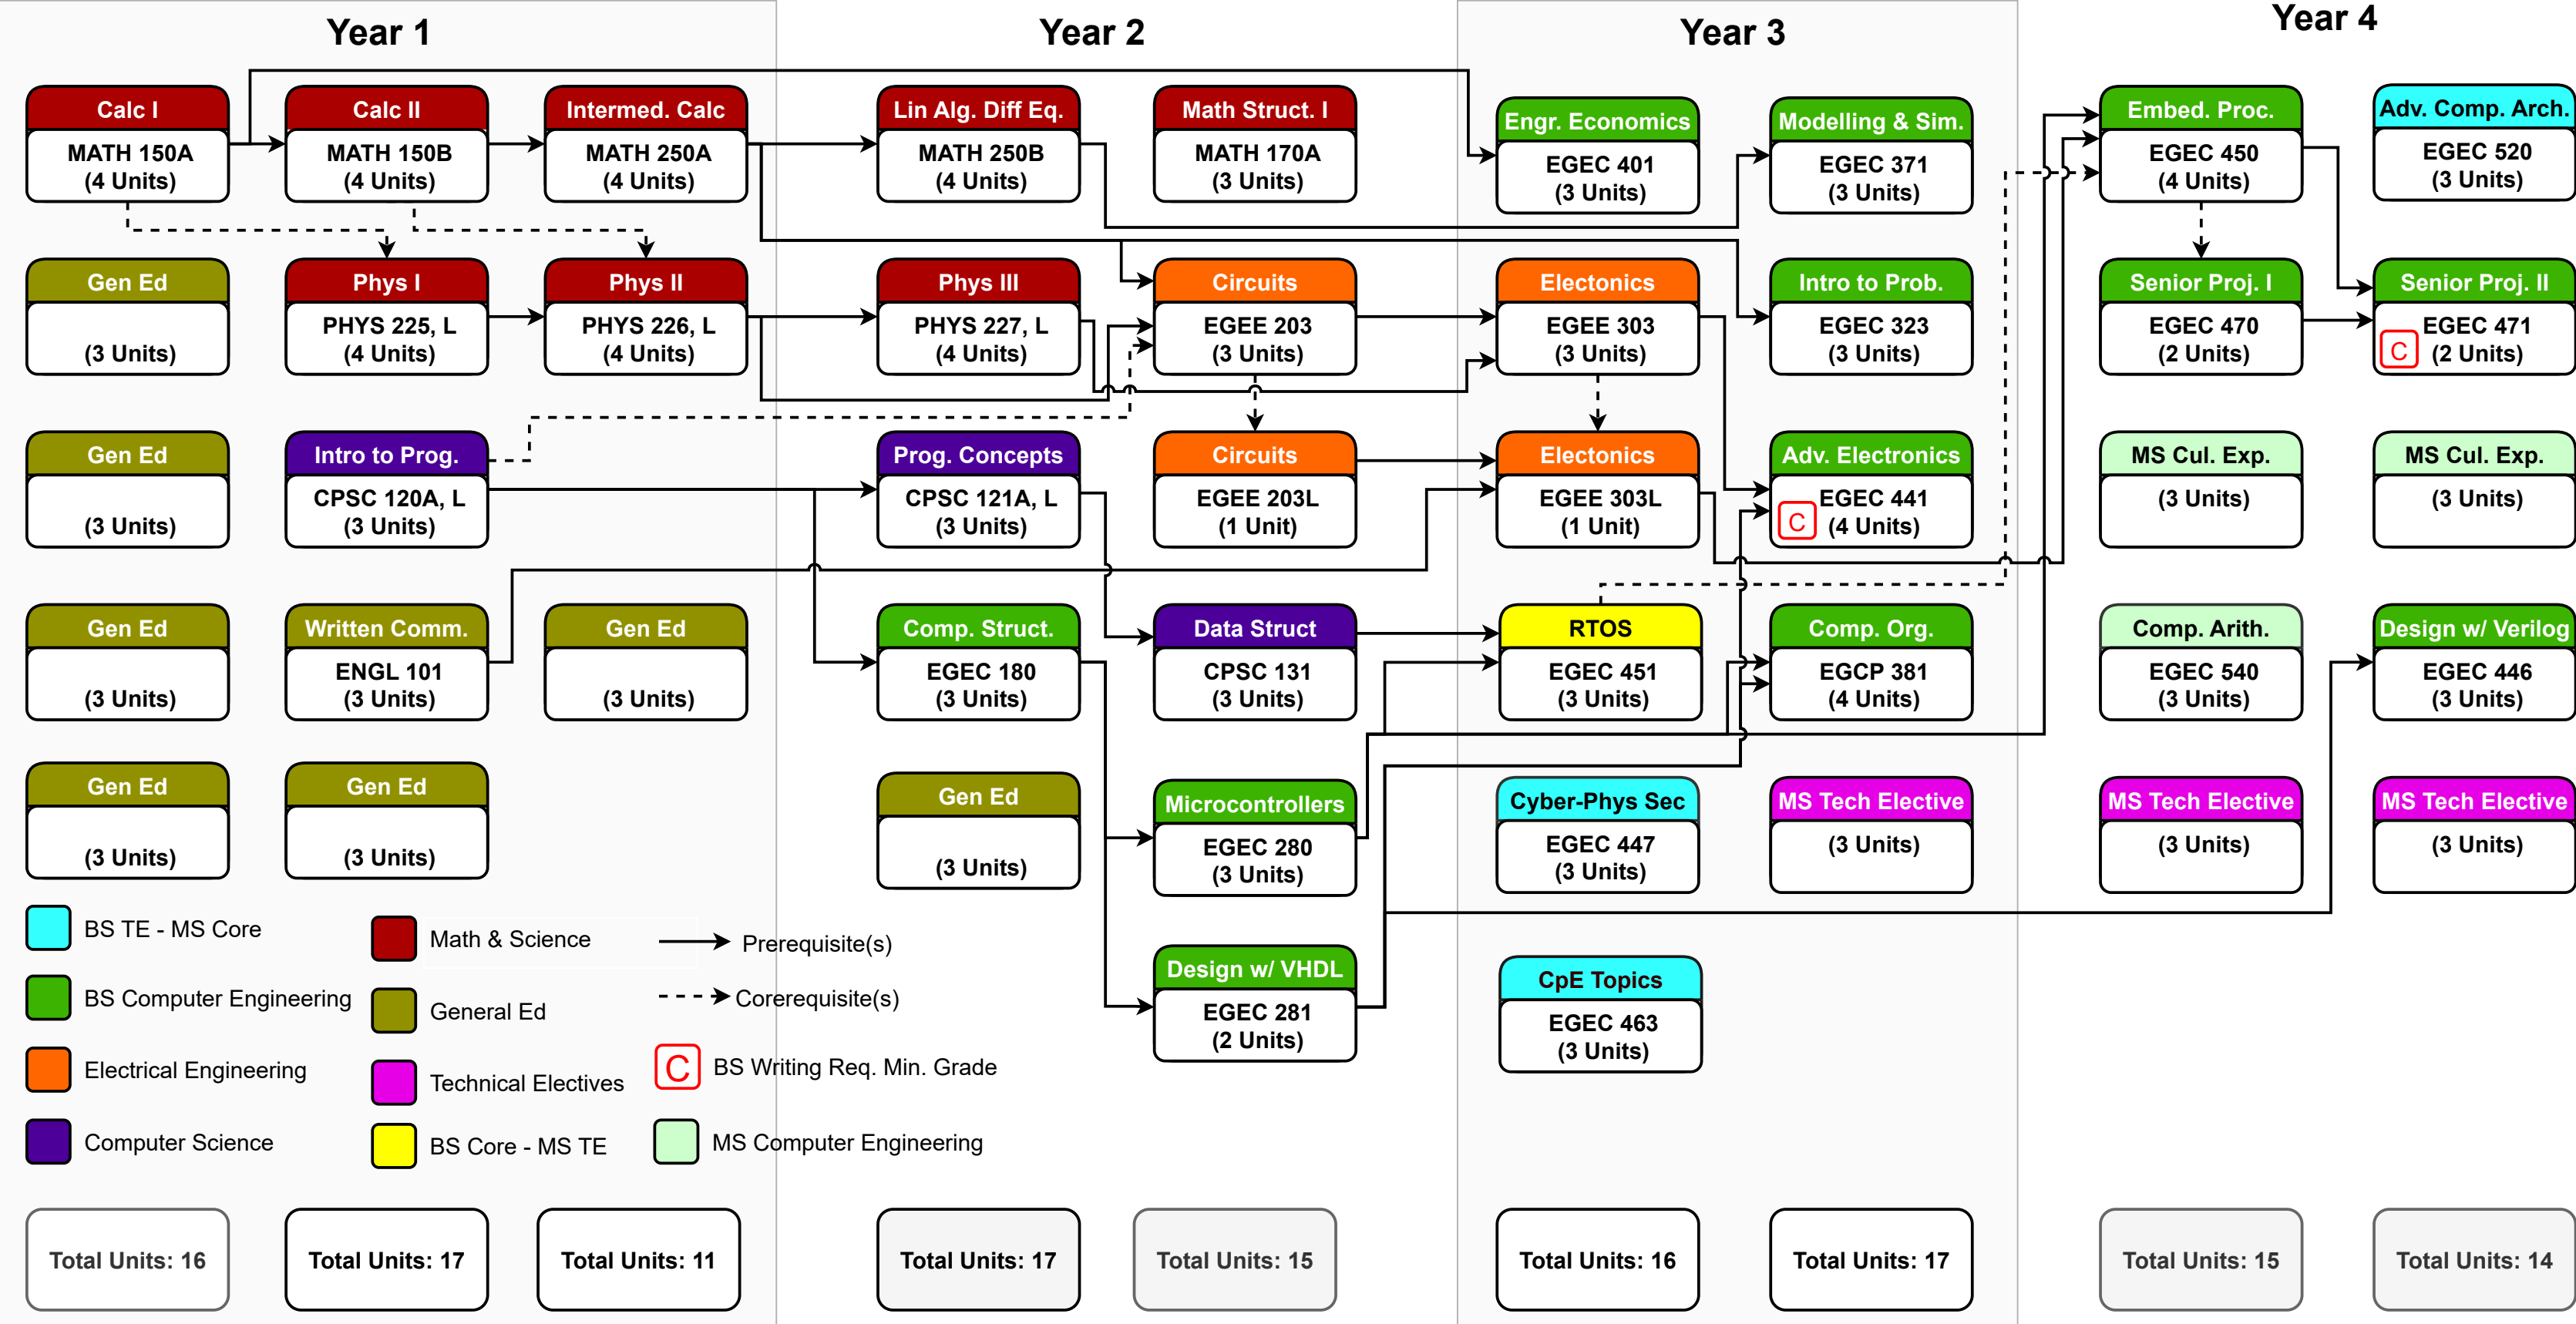 Year 1
Year 2
Year 3
Year 4
Calc I
MATH 150A
(4 Units)
Calc II
MATH 150B
(4 Units)
Intermed. Calc
MATH 250A
(4 Units)
Lin Alg. Diff Eq.
MATH 250B
(4 Units)
Math Struct. I
MATH 170A
(3 Units)
Engr. Economics
EGEC 401
(3 Units)
Modelling & Sim.
EGEC 371
(3 Units)
Embed. Proc.
EGEC 450
(4 Units)
Adv. Comp. Arch.
EGEC 520
(3 Units)
Gen Ed
(3 Units)
Phys I
PHYS 225, L
(4 Units)
Phys II
PHYS 226, L
(4 Units)
Phys III
PHYS 227, L
(4 Units)
Circuits
EGEE 203
(3 Units)
Electonics
EGEE 303
(3 Units)
Intro to Prob.
EGEC 323
(3 Units)
Senior Proj. I
EGEC 470
(2 Units)
Senior Proj. II
EGEC 471
C (2 Units)
Gen Ed
(3 Units)
Intro to Prog.
CPSC 120A, L
(3 Units)
Prog. Concepts
CPSC 121A, L
(3 Units)
Circuits
EGEE 203L
(1 Unit)
Electonics
EGEE 303L
(1 Unit)
Adv. Electronics
EGEC 441
C (4 Units)
MS Cul. Exp.
(3 Units)
MS Cul. Exp.
(3 Units)
Gen Ed
(3 Units)
Written Comm.
ENGL 101
(3 Units)
Gen Ed
(3 Units)
Comp. Struct.
EGEC 180
(3 Units)
Data Struct
CPSC 131
(3 Units)
RTOS
EGEC 451
(3 Units)
Comp. Org.
EGCP 381
(4 Units)
Comp. Arith.
EGEC 540
(3 Units)
Design w/ Verilog
EGEC 446
(3 Units)
Gen Ed
(3 Units)
Gen Ed
(3 Units)
Gen Ed
(3 Units)
Microcontrollers
EGEC 280
(3 Units)
Cyber-Phys Sec
EGEC 447
(3 Units)
MS Tech Elective
(3 Units)
MS Tech Elective
(3 Units)
MS Tech Elective
(3 Units)
Design w/ VHDL
EGEC 281
(2 Units)
CpE Topics
EGEC 463
(3 Units)
BS TE - MS Core
BS Computer Engineering
Electrical Engineering
Computer Science
Math & Science
General Ed
Technical Electives
BS Core - MS TE
Prerequisite(s)
Corerequisite(s)
C BS Writing Req. Min. Grade
MS Computer Engineering
Total Units: 16
Total Units: 17
Total Units: 11
Total Units: 17
Total Units: 15
Total Units: 16
Total Units: 17
Total Units: 15
Total Units: 14